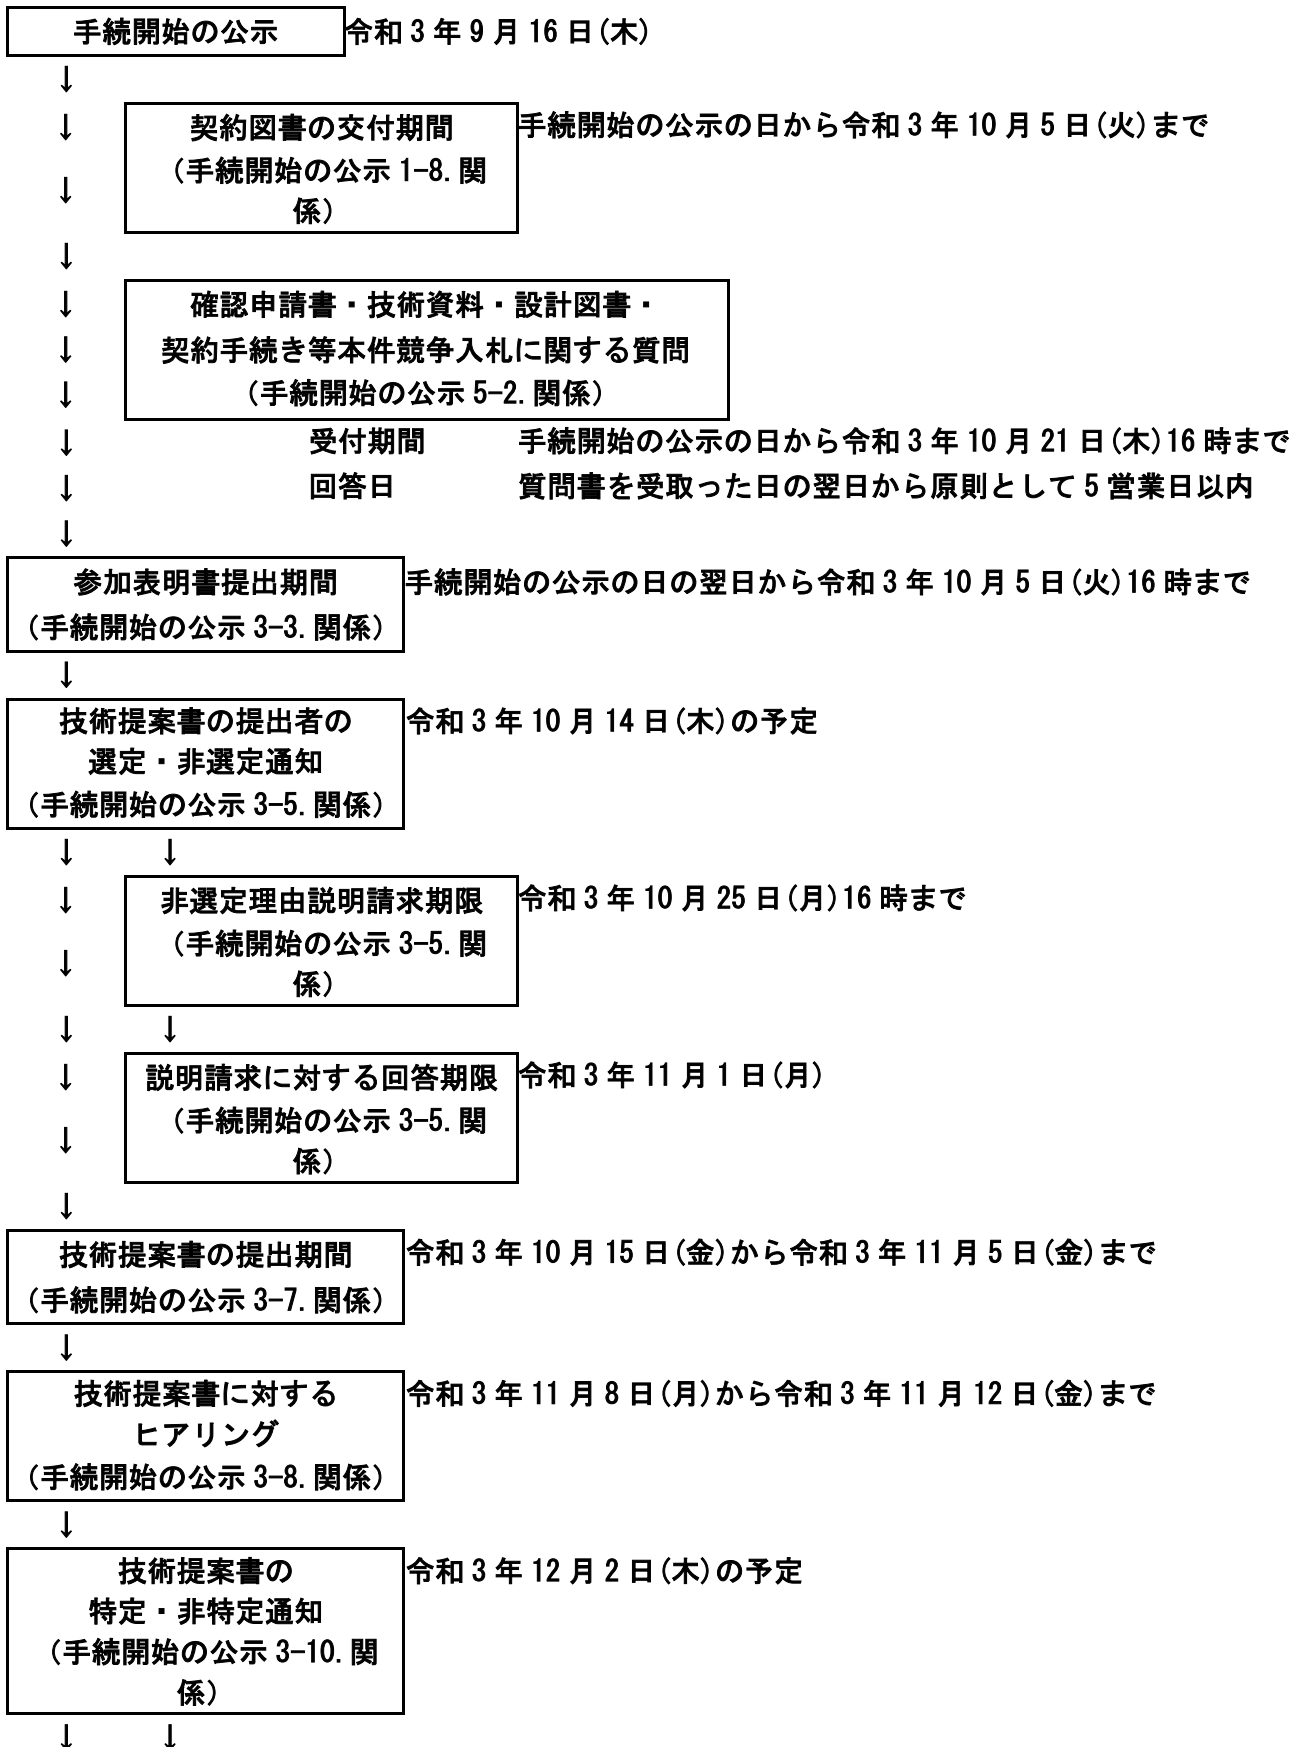 手続開始の公示 令和3年9月16日(木)
↓
↓ 契約図書の交付期間 手続開始の公示の日から令和3年10月5日(火)まで
(手続開始の公示1-8.関
↓
係)
↓
↓ 確認申請書・技術資料・設計図書・
↓ 契約手続き等本件競争入札に関する質問
↓ (手続開始の公示5-2.関係)
↓ 受付期間 手続開始の公示の日から令和3年10月21日(木)16時まで
↓ 回答日 質問書を受取った日の翌日から原則として5営業日以内
↓
参加表明書提出期間 手続開始の公示の日の翌日から令和3年10月5日(火)16時まで
(手続開始の公示3-3.関係)
↓
技術提案書の提出者の 令和3年10月14日(木)の予定
選定・非選定通知
(手続開始の公示3-5.関係)
↓ ↓
↓ 非選定理由説明請求期限 令和3年10月25日(月)16時まで
(手続開始の公示3-5.関
↓
係)
↓ ↓
↓ 説明請求に対する回答期限 令和3年11月1日(月)
(手続開始の公示3-5.関
↓
係)
↓
技術提案書の提出期間 令和3年10月15日(金)から令和3年11月5日(金)まで
(手続開始の公示3-7.関係)
↓
技術提案書に対する 令和3年11月8日(月)から令和3年11月12日(金)まで
ヒアリング
(手続開始の公示3-8.関係)
↓
技術提案書の 令和3年12月2日(木)の予定
特定・非特定通知
(手続開始の公示3-10.関
係)
↓ ↓